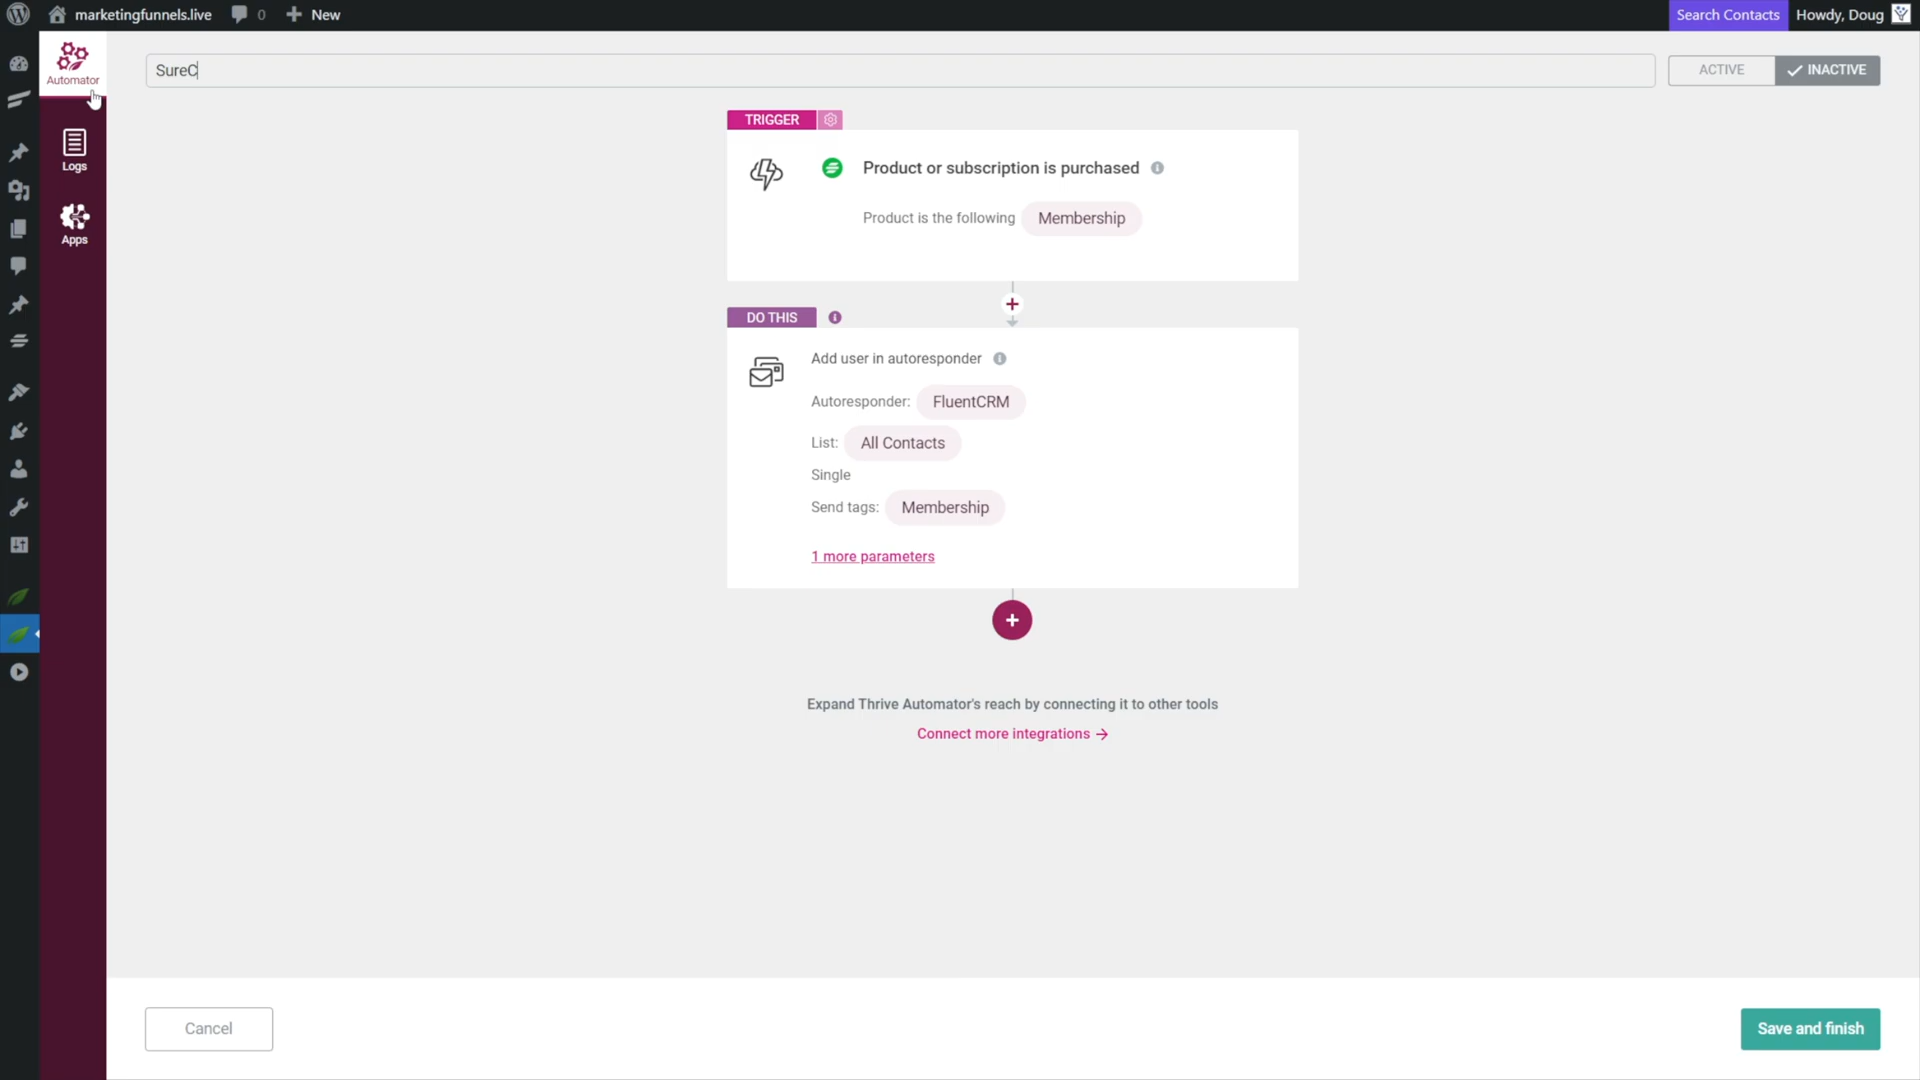 marketingfunnels.live
0
New
Search Contacts
Howdy, Doug
Automator
Logs
Apps
SureC
ACTIVE
INACTIVE
TRIGGER
Product or subscription is purchased
Product is the following Membership
DO THIS
Add user in autoresponder
Autoresponder: FluentCRM
List: All Contacts
Single
Send tags: Membership
1 more parameters
Expand Thrive Automator's reach by connecting it to other tools
Connect more integrations
Cancel
Save and finish